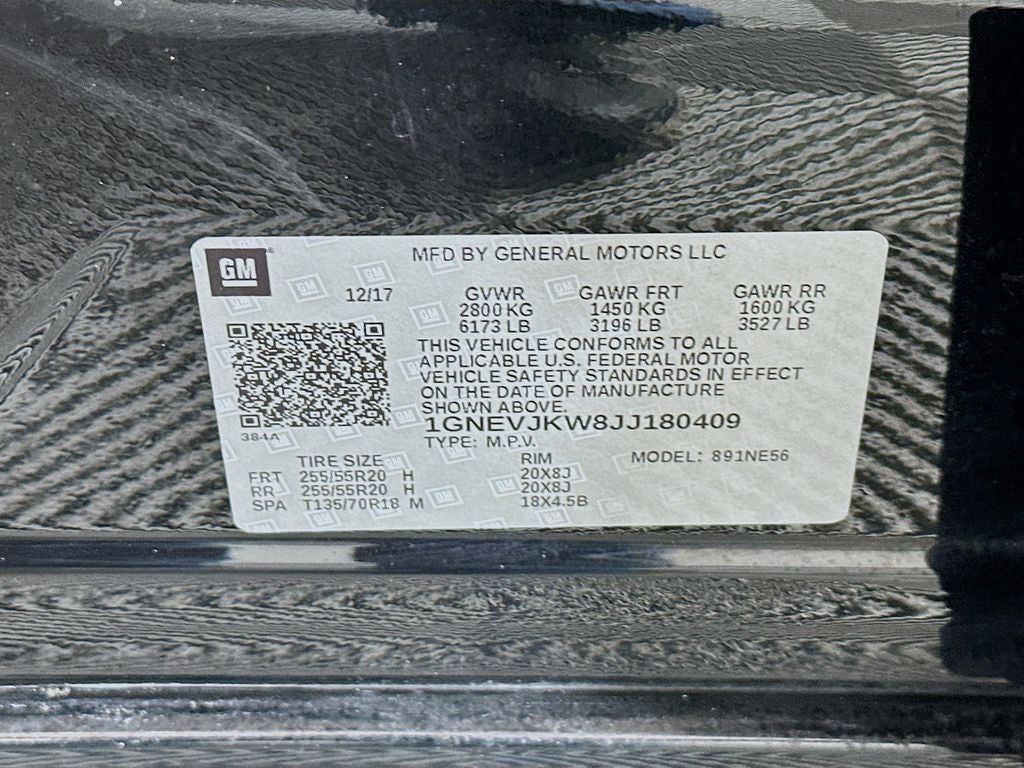 GM
MFD BY GENERAL MOTORS LLC
12/17
GVWR GAWR FRT GAWR RR
2800 KG 1450 KG 1600 KG
6173 LB 3196 LB 3527 LB
THIS VEHICLE CONFORMS TO ALL
APPLICABLE U.S. FEDERAL MOTOR
VEHICLE SAFETY STANDARDS IN EFFECT
ON THE DATE OF MANUFACTURE
SHOWN ABOVE.
1GNEVJKW8JJ180409
384A
TYPE: M.P.V.
TIRE SIZE RIM MODEL: 891NE56
FRT 255/55R20 H 20X8J
RR 255/55R20 H 20X8J
SPA T135/70R18 M 18X4.5B